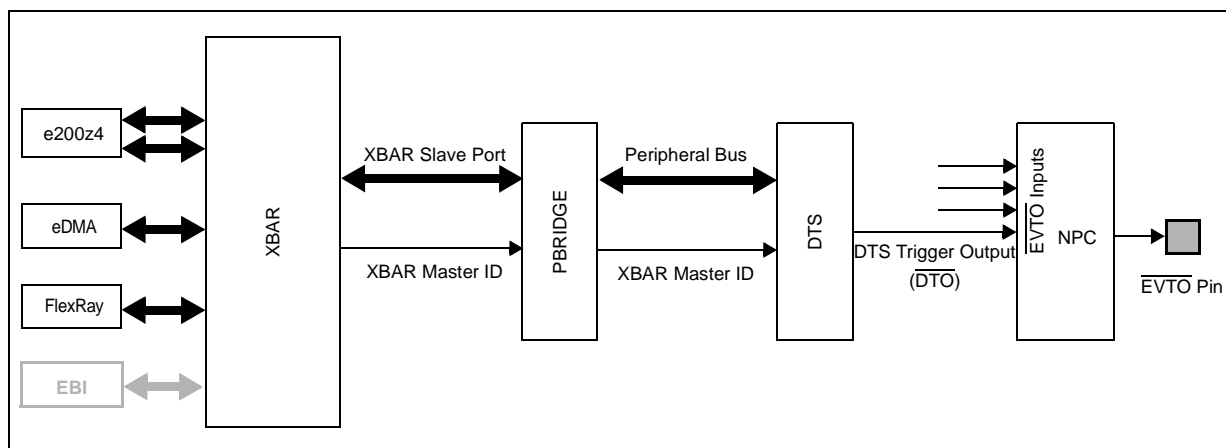 e200z4
eDMA
FlexRay
EBI
XBAR
XBAR Slave Port
XBAR Master ID
PBRIDGE
Peripheral Bus
XBAR Master ID
DTS
DTS Trigger Output
(DTO)
EVTO Inputs
NPC
EVTO Pin